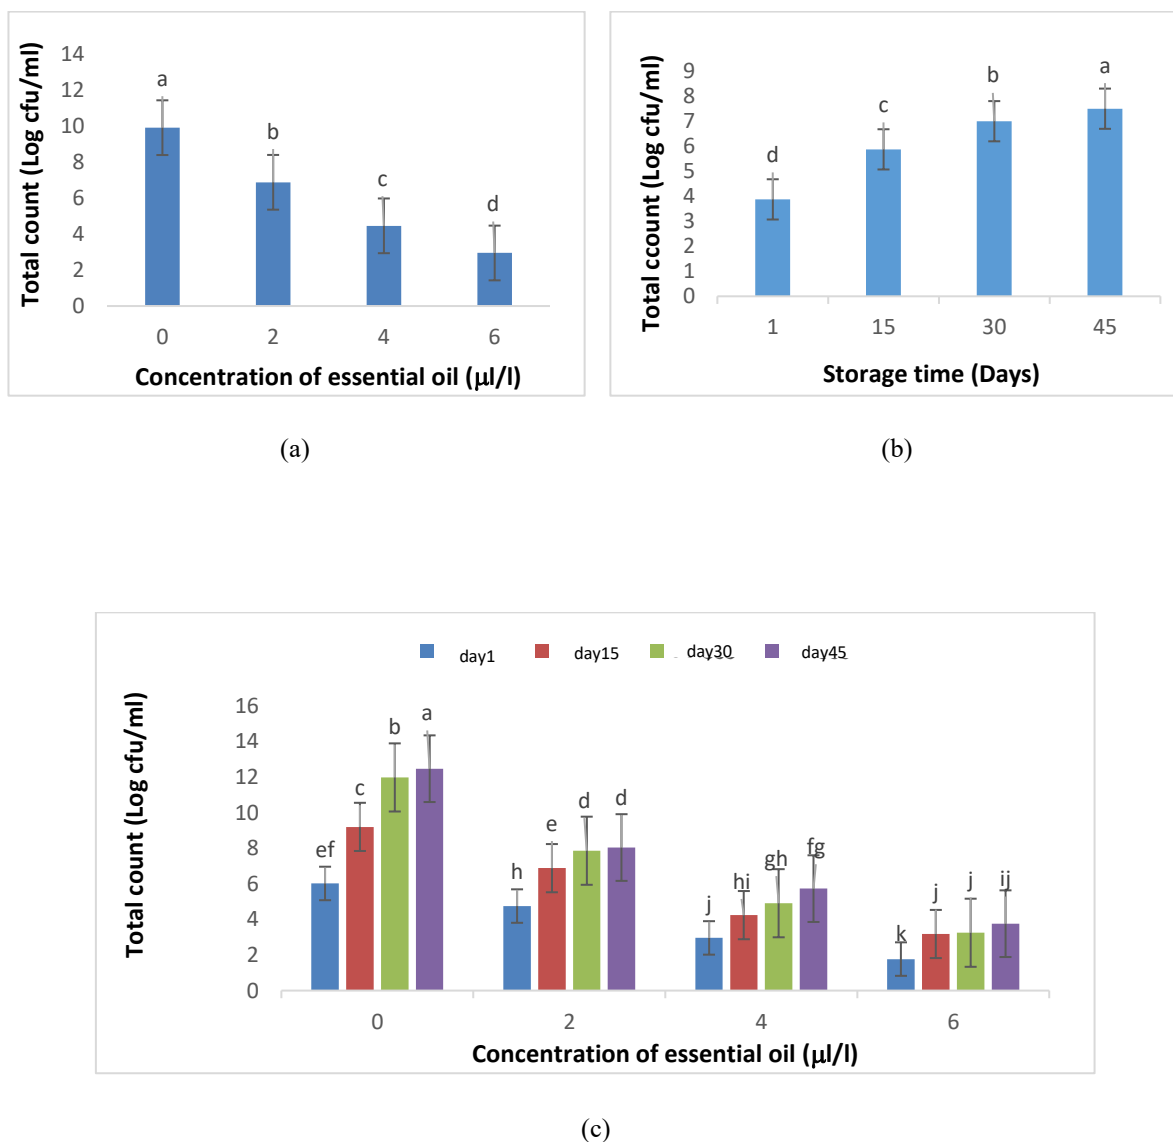 14
12
10
8
6
4
2
0
a
b
c
d
0 2 4 6
Total count (Log cfu/ml)
Concentration of essential oil (µl/l)
(a)
9
8
7
6
5
4
3
2
1
0
d
c
b
a
1 15 30 45
Total ccount (Log cfu/ml)
Storage time (Days)
(b)
day1 day15 day30 day45
16
14
12
10
8
6
4
2
0
ef c b a
h e d d
j hi gh fg
k j j ij
0 2 4 6
Total count (Log cfu/ml)
Concentration of essential oil (µl/l)
(c)